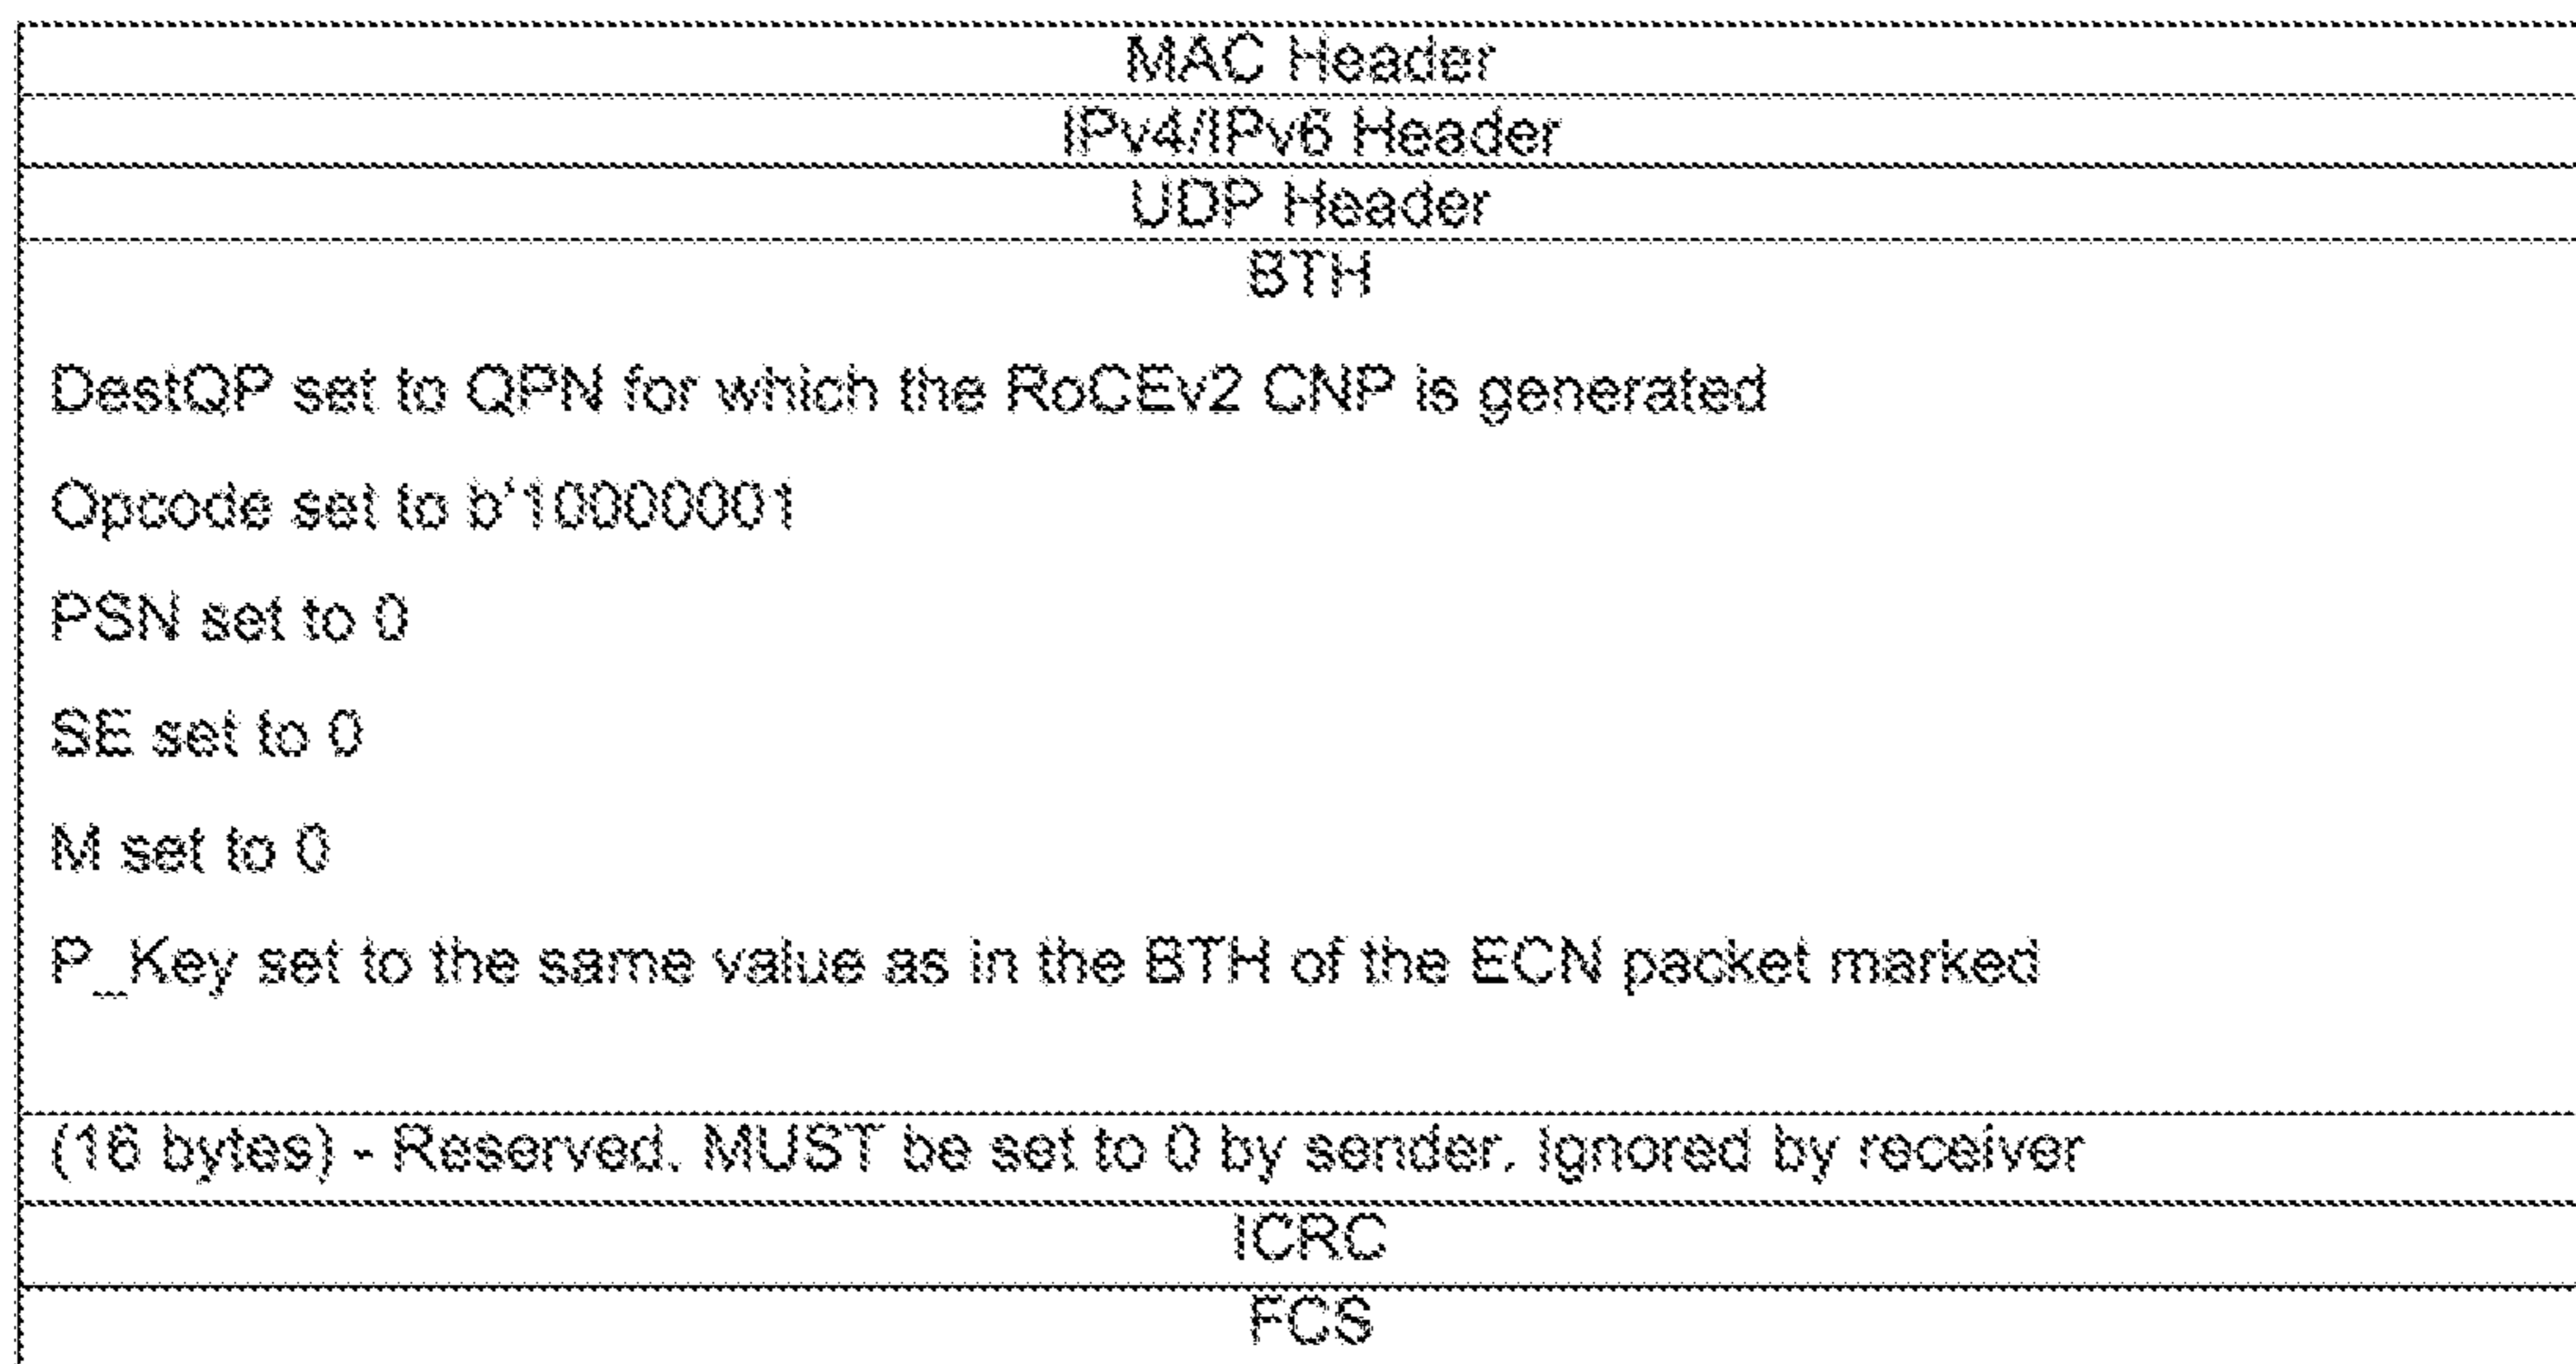 MAC Header
IPv4/IPv6 Header
UDP Header
BTH
DestQP set to QPN for which the RoCEv2 CNP is generated
Opcode set to b'10000001
PSN set to 0
SE set to 0
M set to 0
P_Key set to the same value as in the BTH of the ECN packet marked
(16 bytes) - Reserved. MUST be set to 0 by sender. Ignored by receiver
ICRC
FCS